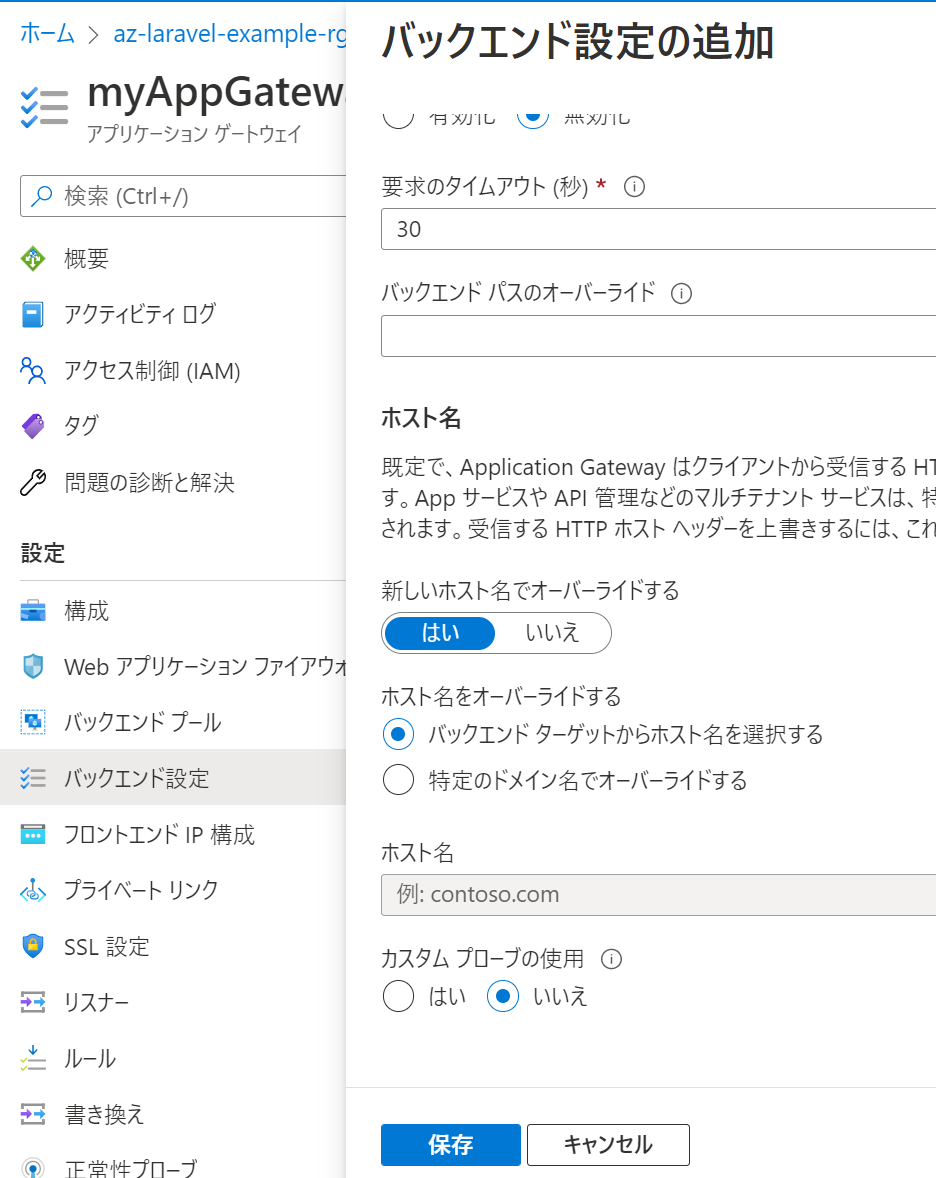 ホーム > az-laravel-example-rg
myAppGatew
アプリケーション ゲートウェイ
検索 (Ctrl+/)
概要
アクティビティ ログ
アクセス制御 (IAM)
タグ
問題の診断と解決
設定
構成
Web アプリケーション ファイアウォ
バックエンド プール
バックエンド設定
フロントエンド IP 構成
プライベート リンク
SSL 設定
リスナー
ルール
書き換え
正常性プローブ
バックエンド設定の追加
有効化 無効化
要求のタイムアウト (秒) *
30
バックエンド パスのオーバーライド
ホスト名
既定で、Application Gateway はクライアントから受信する HT
す。App サービスや API 管理などのマルチテナント サービスは、特
されます。受信する HTTP ホスト ヘッダーを上書きするには、これ
新しいホスト名でオーバーライドする
はい いいえ
ホスト名をオーバーライドする
バックエンド ターゲットからホスト名を選択する
特定のドメイン名でオーバーライドする
ホスト名
例: contoso.com
カスタム プローブの使用
はい いいえ
保存 キャンセル